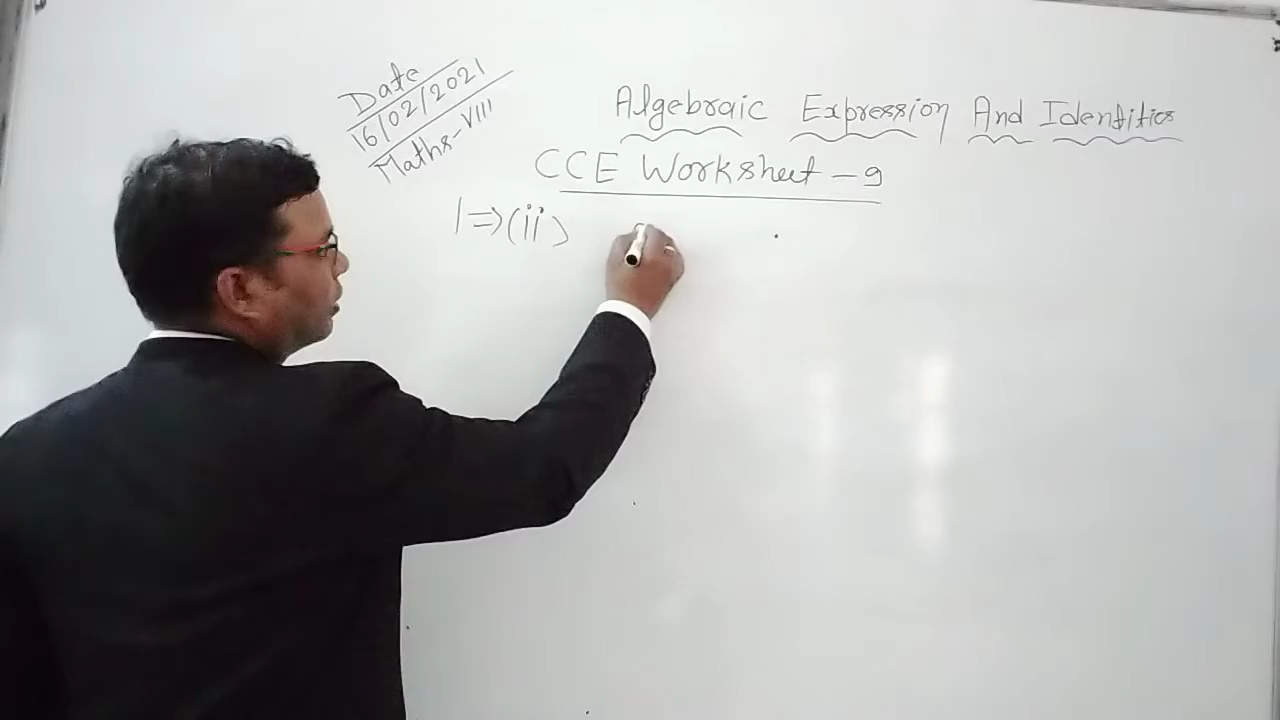 Date
16/02/2021
Maths-VIII
Algebraic Expression And Identities
CCE Worksheet - 9
1 ⇒ (ii)